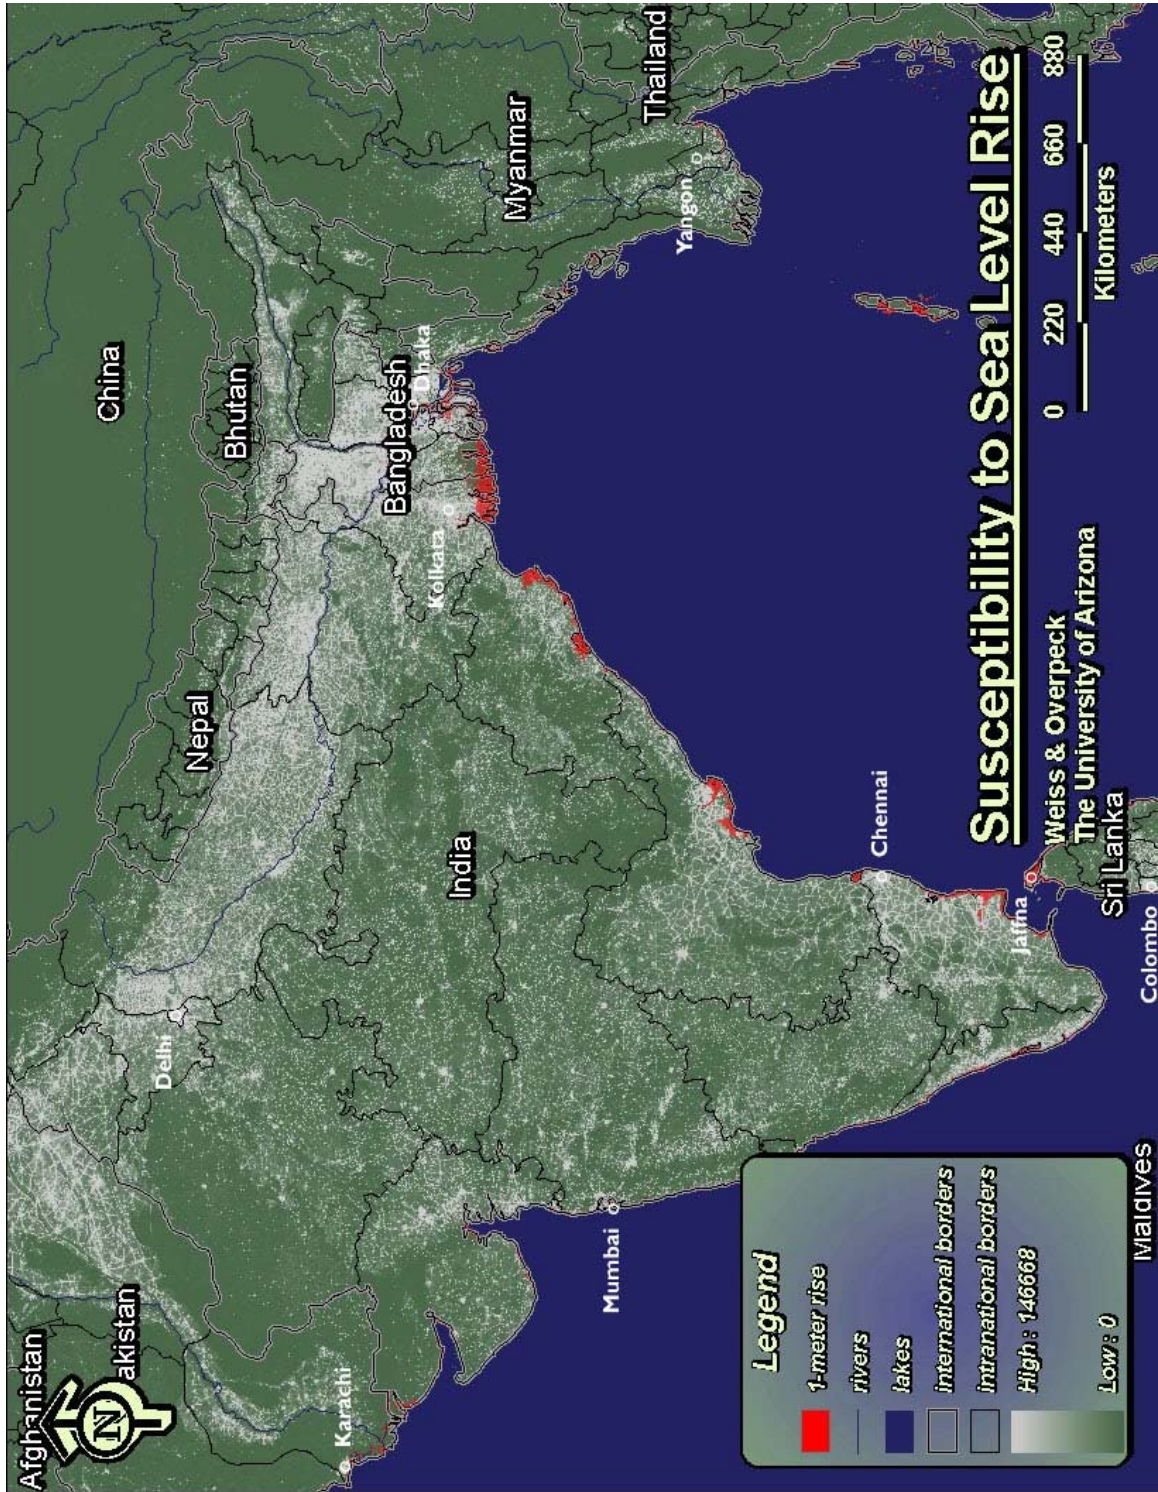 Afghanistan
N
akistan
China
Nepal
Bhutan
Delhi
Karachi
Bangladesh
Dhaka
Kolkata
India
Myanmar
Thailand
Yangon
Mumbai
Chennai
Jaffna
Sri Lanka
Colombo
Maldives
Legend
1-meter rise
rivers
lakes
international borders
intranational borders
High : 146668
Low : 0
Susceptibility to Sea Level Rise
Weiss & Overpeck
The University of Arizona
0 220 440 660 880
Kilometers